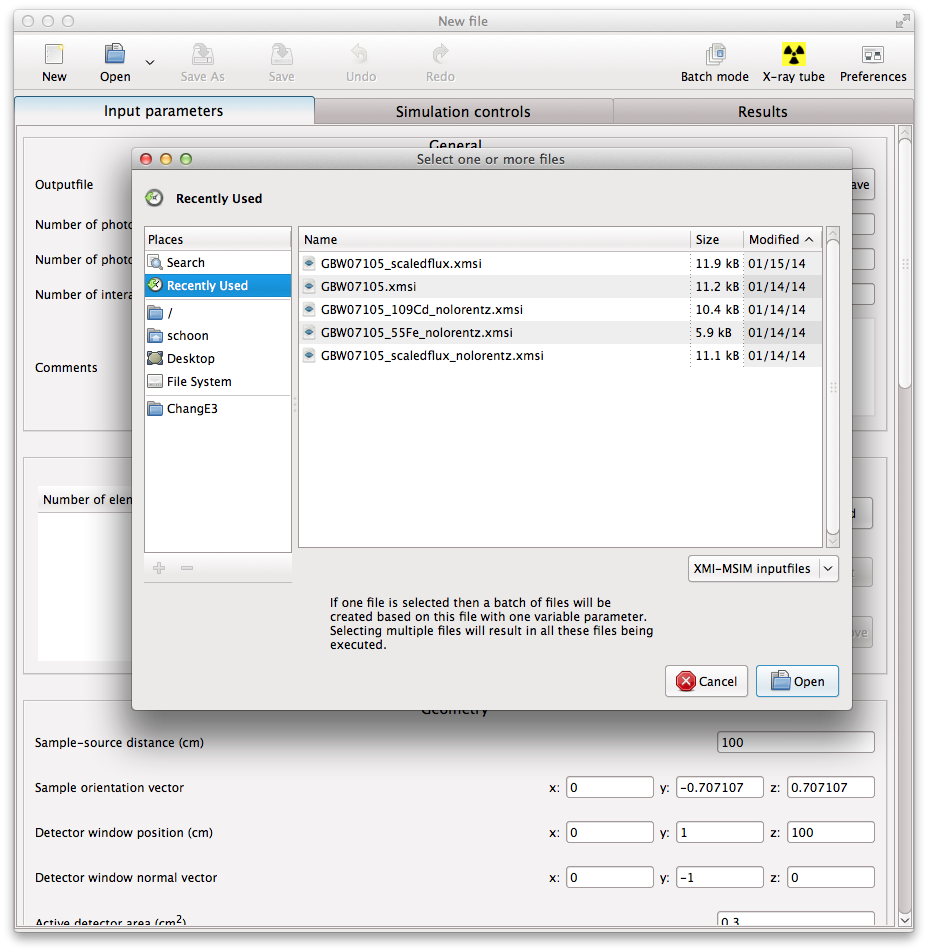 New file
New
Open
Save As
Save
Undo
Redo
Batch mode
X-ray tube
Preferences
Input parameters
Simulation controls
Results
General
Select one or more files
Outputfile
Recently Used
Number of
Places
Name
Size
Modified
Number of
Search
GBW07105_scaledflux.xmsi
11.9 kB
01/15/14
Recently Used
GBW07105.xmsi
11.2 kB
01/14/14
Number of
/
GBW07105_109Cd_nolorentz.xmsi
10.4 kB
01/14/14
schoon
GBW07105_55Fe_nolorentz.xmsi
5.9 kB
01/14/14
Desktop
GBW07105_scaledflux_nolorentz.xmsi
11.1 kB
01/14/14
Comments
File System
ChangE3
Number of
XMI-MSIM inputfiles
If one file is selected then a batch of files will be
created based on this file with one variable parameter.
Selecting multiple files will result in all these files being
executed.
Cancel
Open
Geometry
Sample-source distance (cm)
100
Sample orientation vector
x: 0 y: -0.707107 z: 0.707107
Detector window position (cm)
x: 0 y: 1 z: 100
Detector window normal vector
x: 0 y: -1 z: 0
Active detector area (cm²)
0.3